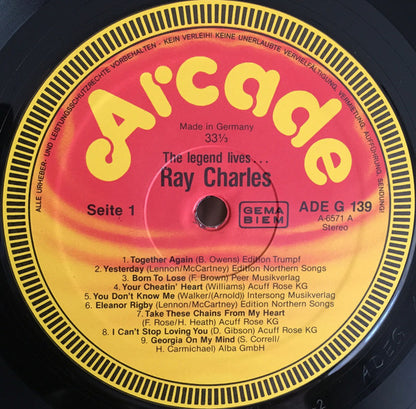 ALLE URHEBER- UND LEISTUNGSSCHUTZRECHTE VORBEHALTEN - KEIN VERLEIH! KEINE UNERLAUBTE VERVIELFÄLTIGUNG, VERMIETUNG, AUFFÜHRUNG, SENDUNG!
Arcade
Made in Germany
33⅓
The legend lives...
Ray Charles
Seite 1
GEMA
BIEM
ADE G 139
A-6571 A
Stereo
1. Together Again (B. Owens) Edition Trumpf
2. Yesterday (Lennon/McCartney) Edition Northern Songs
3. Born To Lose (F. Brown) Peer Musikverlag
4. Your Cheatin' Heart (Williams) Acuff Rose KG
5. You Don't Know Me (Walker/Arnold)) Intersong Musikverlag
6. Eleanor Rigby (Lennon/McCartney) Edition Northern Songs
7. Take These Chains From My Heart
(F. Rose/H. Heath) Acuff Rose KG
8. I Can't Stop Loving You (D. Gibson) Acuff Rose KG
9. Georgia On My Mind (S. Correll/
H. Carmichael) Alba GmbH